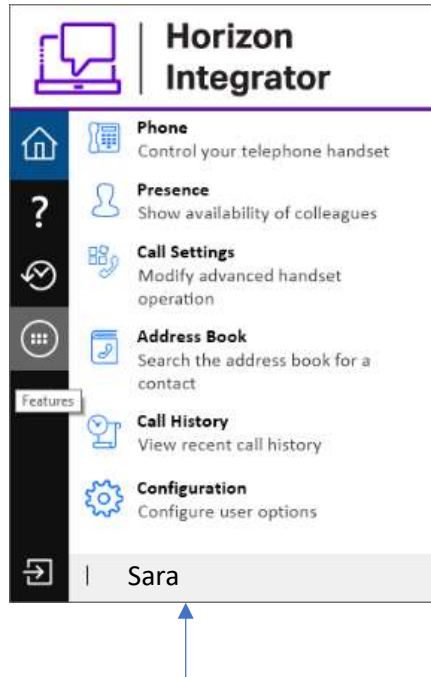 Horizon
Integrator
Phone
Control your telephone handset
Presence
Show availability of colleagues
?
Call Settings
Modify advanced handset
operation
Address Book
Search the address book for a
contact
Features
Call History
View recent call history
Configuration
Configure user options
| Sara